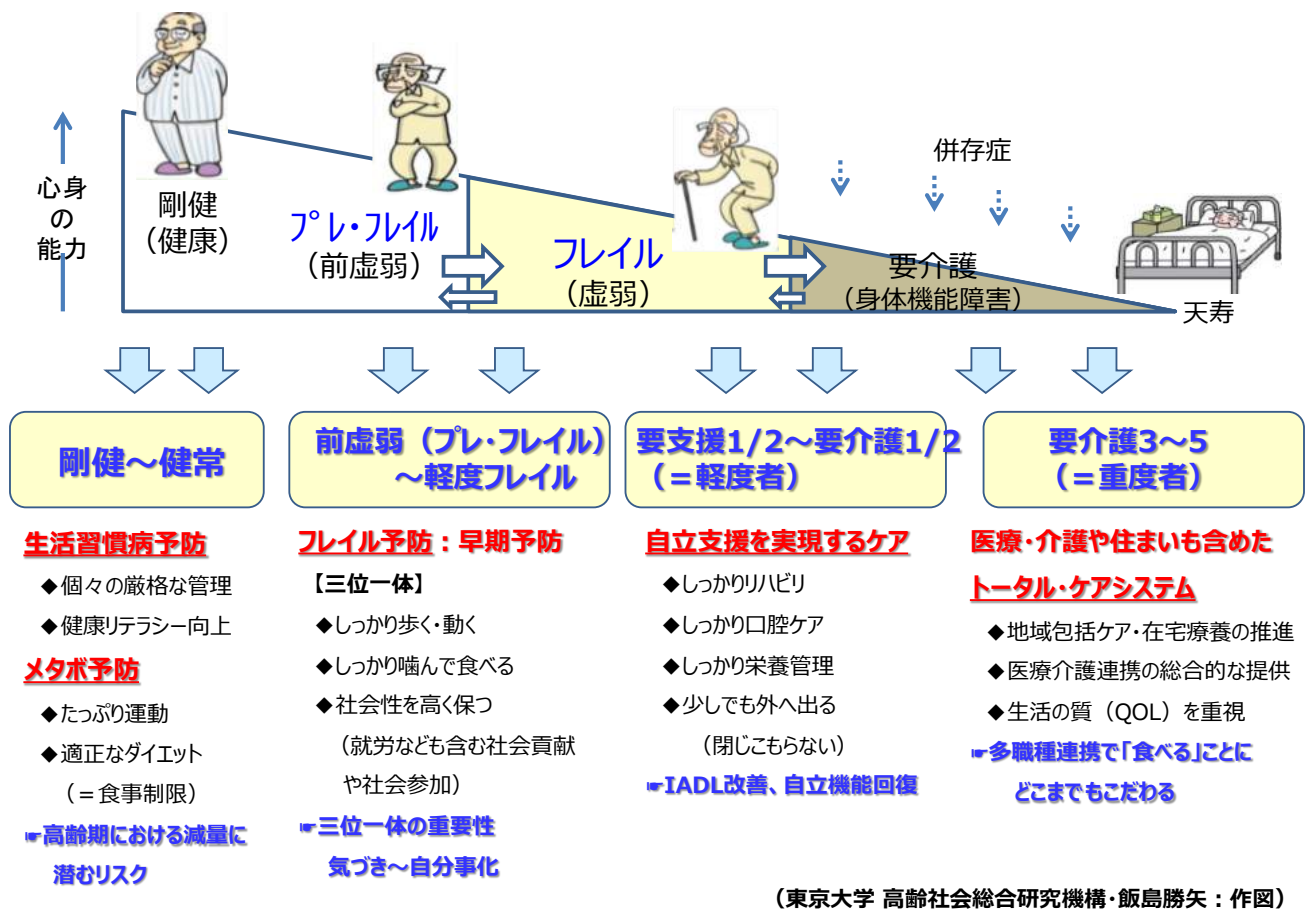 心身
の
能力
剛健
（健康）
プレ・フレイル
（前虚弱）
フレイル
（虚弱）
要介護
（身体機能障害）
併存症
天寿
剛健～健常
生活習慣病予防
◆個々の厳格な管理
◆健康リテラシー向上
メタボ予防
◆たっぷり運動
◆適正なダイエット
（＝食事制限）
☛高齢期における減量に
潜むリスク
前虚弱（プレ・フレイル）
～軽度フレイル
フレイル予防：早期予防
【三位一体】
◆しっかり歩く・動く
◆しっかり噛んで食べる
◆社会性を高く保つ
（就労なども含む社会貢献
や社会参加）
☛三位一体の重要性
気づき～自分事化
要支援1/2～要介護1/2
（＝軽度者）
自立支援を実現するケア
◆しっかりリハビリ
◆しっかり口腔ケア
◆しっかり栄養管理
◆少しでも外へ出る
（閉じこもらない）
☛IADL改善、自立機能回復
要介護3～5
（＝重度者）
医療・介護や住まいも含めた
トータル・ケアシステム
◆地域包括ケア・在宅療養の推進
◆医療介護連携の総合的な提供
◆生活の質（QOL）を重視
☛多職種連携で「食べる」ことに
どこまでもこだわる
（東京大学 高齢社会総合研究機構・飯島勝矢：作図）